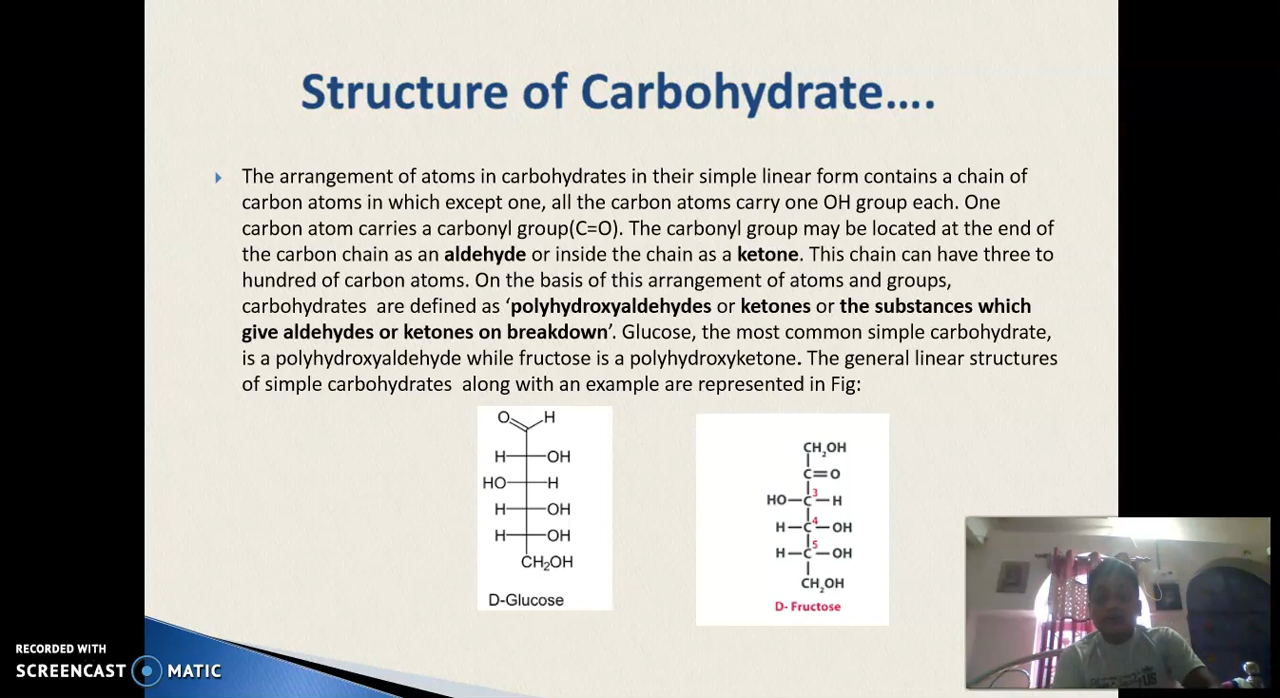 Structure of Carbohydrate....
The arrangement of atoms in carbohydrates in their simple linear form contains a chain of
carbon atoms in which except one, all the carbon atoms carry one OH group each. One
carbon atom carries a carbonyl group(C=O). The carbonyl group may be located at the end of
the carbon chain as an aldehyde or inside the chain as a ketone. This chain can have three to
hundred of carbon atoms. On the basis of this arrangement of atoms and groups,
carbohydrates are defined as ‘polyhydroxyaldehydes or ketones or the substances which
give aldehydes or ketones on breakdown’. Glucose, the most common simple carbohydrate,
is a polyhydroxyaldehyde while fructose is a polyhydroxyketone. The general linear structures
of simple carbohydrates along with an example are represented in Fig:
O H
H OH
HO H
H OH
H OH
CH₂OH
D-Glucose
CH₂OH
C=O
HO-C³-H
H-C⁴-OH
H-C⁵-OH
CH₂OH
D- Fructose
RECORDED WITH
SCREENCAST MATIC